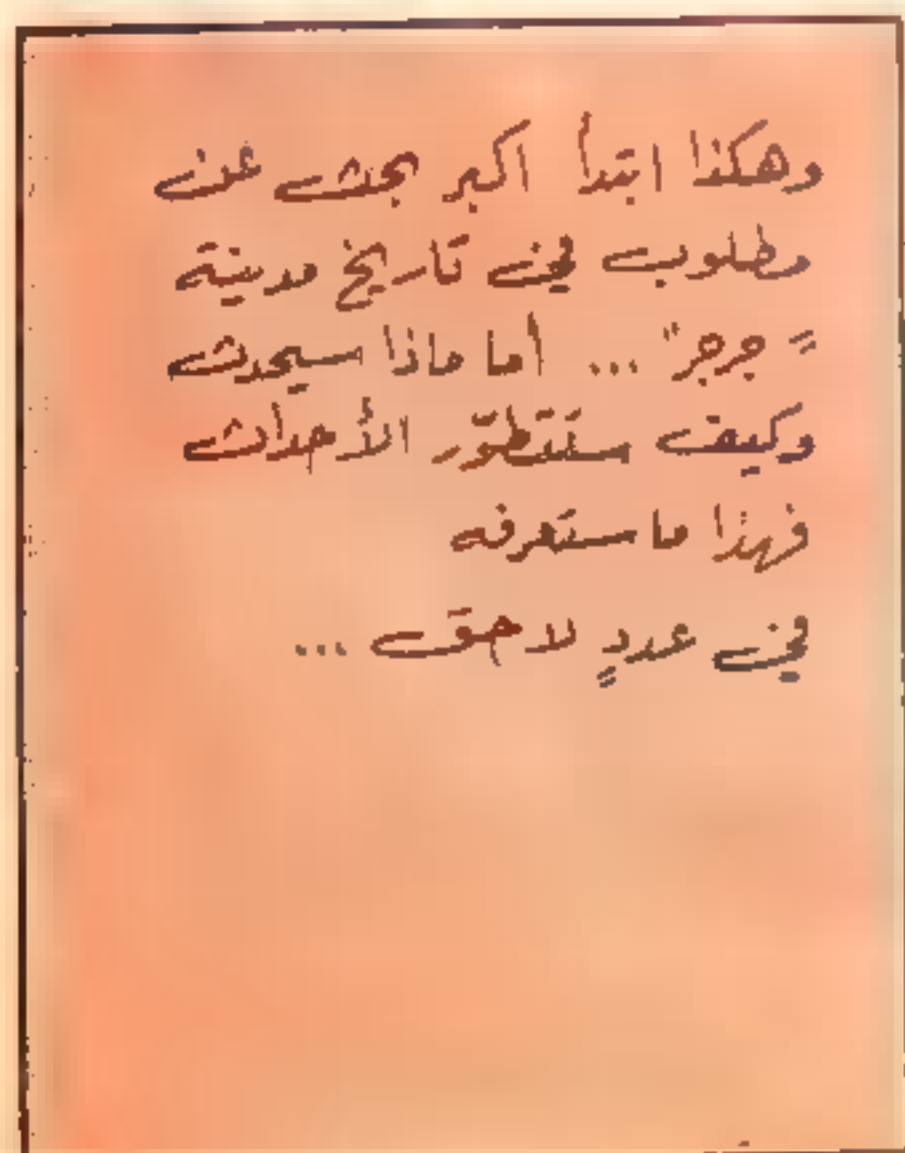 وهكذا ابتدأ اكبر بحث عن
مطلوب في تاريخ مدينة
"جرجر" ... أما ماذا سيحدث
وكيف ستتطوّر الأحداث
فهذا ما ستعرفه
في عددٍ لاحق ...